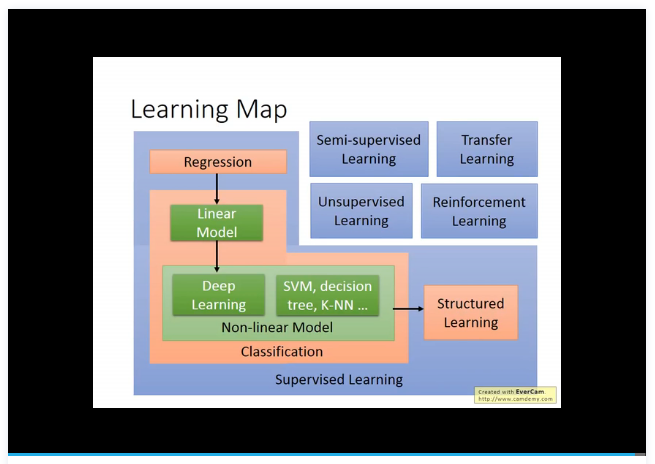 Learning Map
Semi-supervised
Learning
Transfer
Learning
Regression
Unsupervised
Learning
Reinforcement
Learning
Linear
Model
Deep
Learning
SVM, decision
tree, K-NN ...
Non-linear Model
Classification
Structured
Learning
Supervised Learning
Created with EverCam.
http://www.camdemy.com